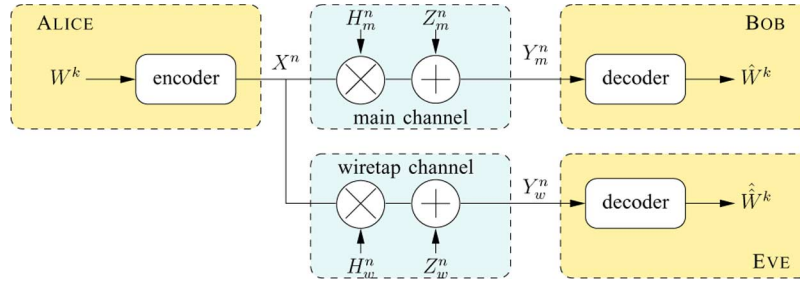 ALICE
W^k
encoder
X^n
H_m^n
Z_m^n
main channel
Y_m^n
BOB
decoder
Ŵ^k
wiretap channel
H_w^n
Z_w^n
Y_w^n
decoder
Ŵ̂^k
EVE